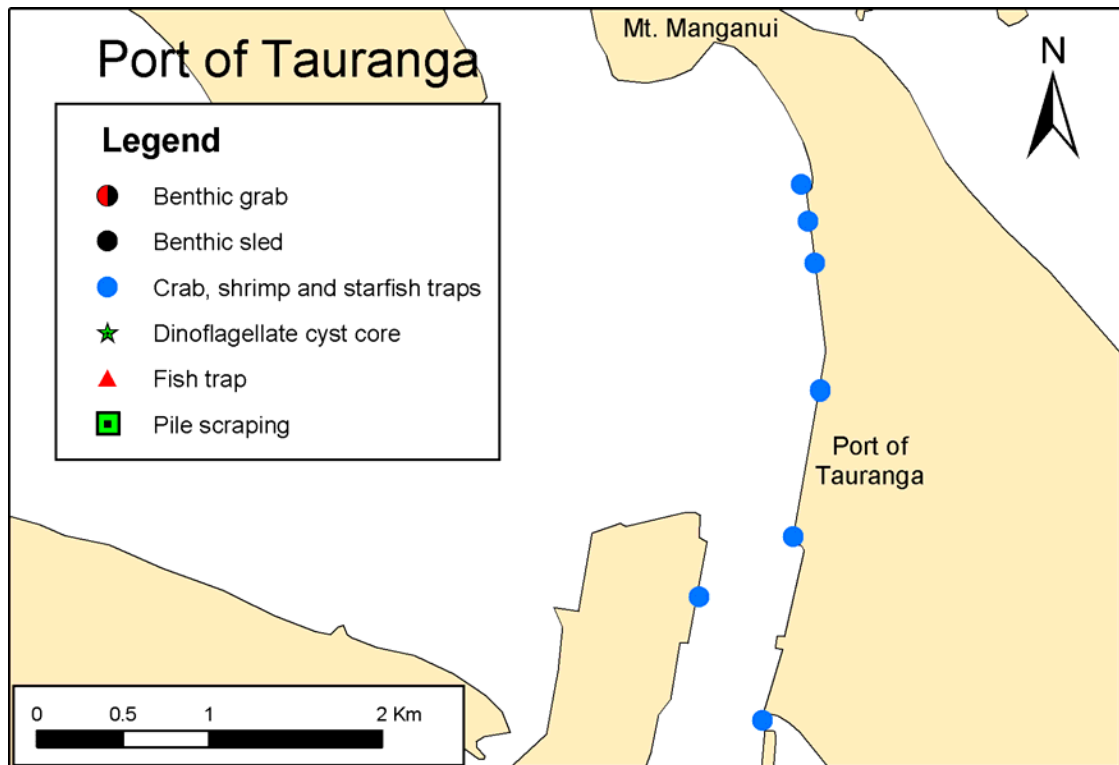 Mt. Manganui
Port of Tauranga
N
Legend
Benthic grab
Benthic sled
Crab, shrimp and starfish traps
Dinoflagellate cyst core
Fish trap
Pile scraping
Port of
Tauranga
0 0.5 1 2 Km